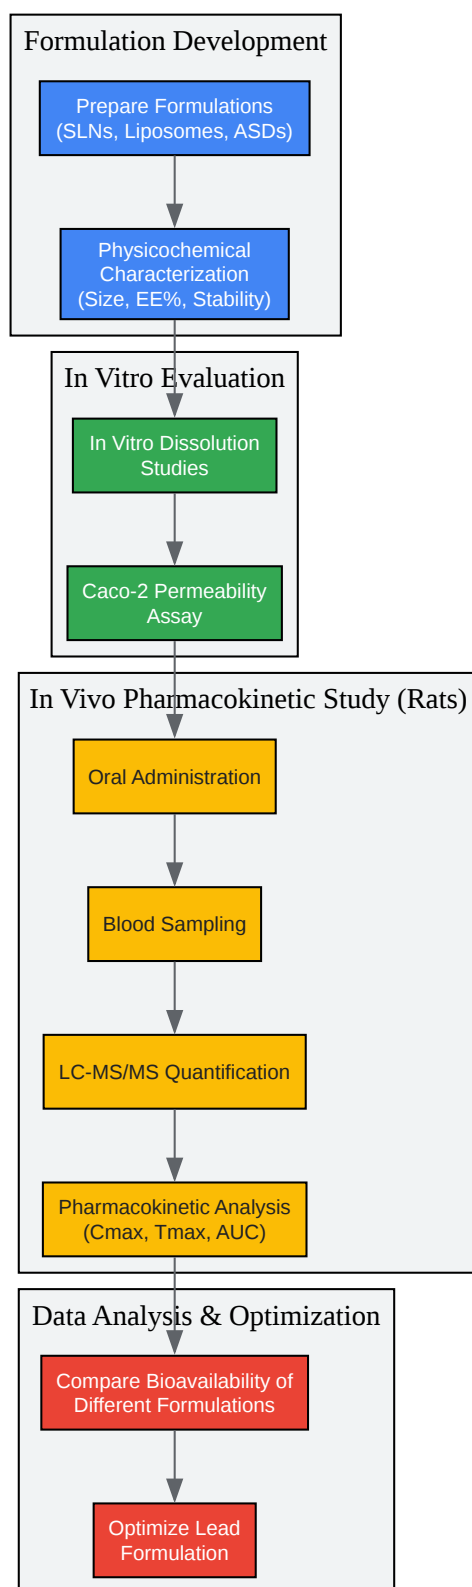 Formulation Development
Prepare Formulations
(SLNs, Liposomes, ASDs)
Physicochemical
Characterization
(Size, EE%, Stability)
In Vitro Evaluation
In Vitro Dissolution
Studies
Caco-2 Permeability
Assay
In Vivo Pharmacokinetic Study (Rats)
Oral Administration
Blood Sampling
LC-MS/MS Quantification
Pharmacokinetic Analysis
(Cmax, Tmax, AUC)
Data Analysis & Optimization
Compare Bioavailability of
Different Formulations
Optimize Lead
Formulation